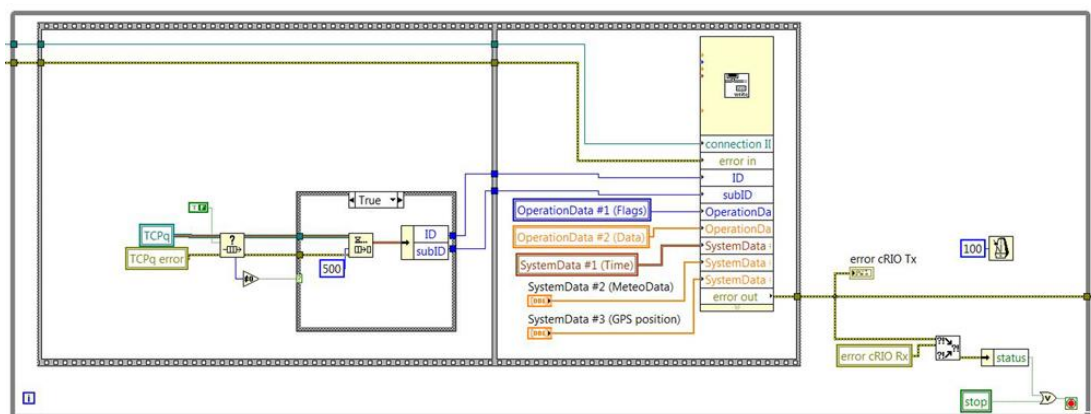 True
TCPq
TCPq error
500
ID
subID
connection II
error in
ID
subID
OperationData #1 (Flags)
OperationDa
OperationData #2 (Data)
OperationDa
SystemData #1 (Time)
SystemData
SystemData #2 (MeteoData)
SystemData
SystemData #3 (GPS position)
SystemData
DBL
DBL
error out
100
error cRIO Tx
error cRIO Rx
status
stop
i